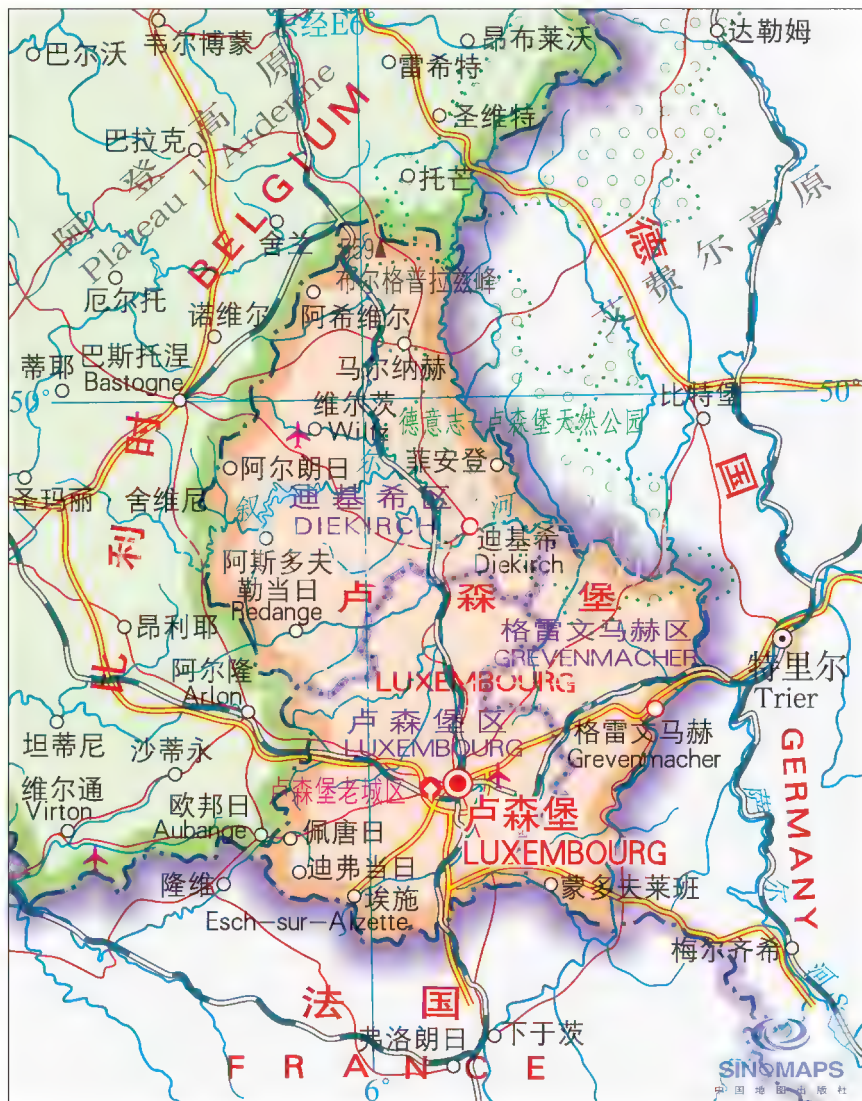 韦尔博蒙
经E6°
昂布莱沃
达勒姆
巴尔沃
雷希特
阿登高原
Plateau l'Ardenne
圣维特
巴拉克
托芒
BELGIUM
德国
艾费尔高原
舍兰
559
布尔格普拉兹峰
厄尔托
诺维尔
阿希维尔
蒂耶
巴斯托涅
Bastogne
马尔纳赫
50°
比特堡
50°
维尔茨
Wiltz
德意志-卢森堡天然公园
比利时
圣玛丽
舍维尼
阿尔朗日
菲安登
叙尔河
迪基希区
DIEKIRCH
迪基希
Diekirch
阿斯多夫
勒当日
Redange
卢森堡
LUXEMBOURG
格雷文马赫区
GREVENMACHER
昂利耶
阿尔隆
Arlon
特里尔
Trier
坦蒂尼
沙蒂永
卢森堡区
LUXEMBOURG
格雷文马赫
Grevenmacher
GERMANY
维尔通
Virton
欧邦日
Aubange
卢森堡老城区
卢森堡
LUXEMBOURG
佩唐日
迪弗当日
隆维
埃施
Esch-sur-Alzette
蒙多夫莱班
萨尔河
梅尔齐希
法国
FRANCE
弗洛朗日
下于茨
6°
SINOMAPS
中国地图出版社